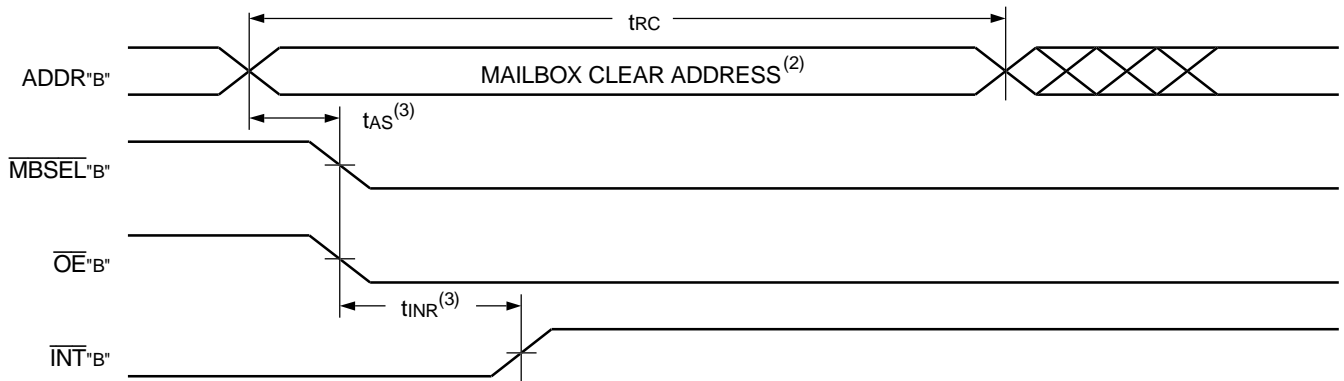 tRC
ADDR"B"
MAILBOX CLEAR ADDRESS(2)
tAS(3)
MBSEL"B"
OE"B"
tINR(3)
INT"B"